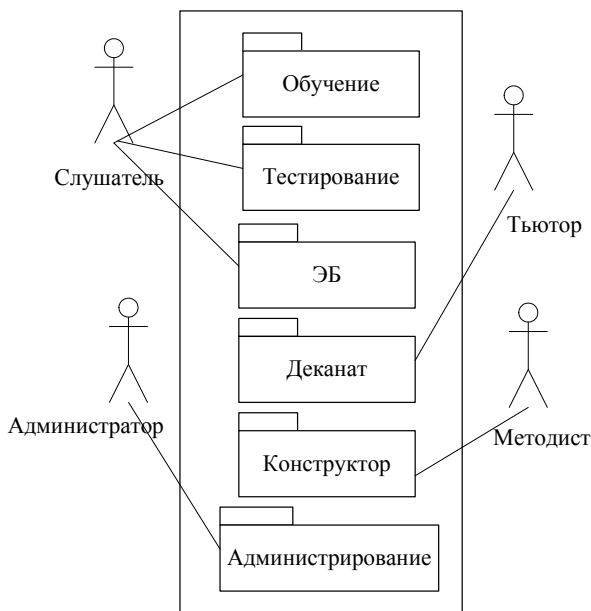 Обучение
Слушатель
Тестирование
Тьютор
ЭБ
Деканат
Администратор
Методист
Конструктор
Администрирование